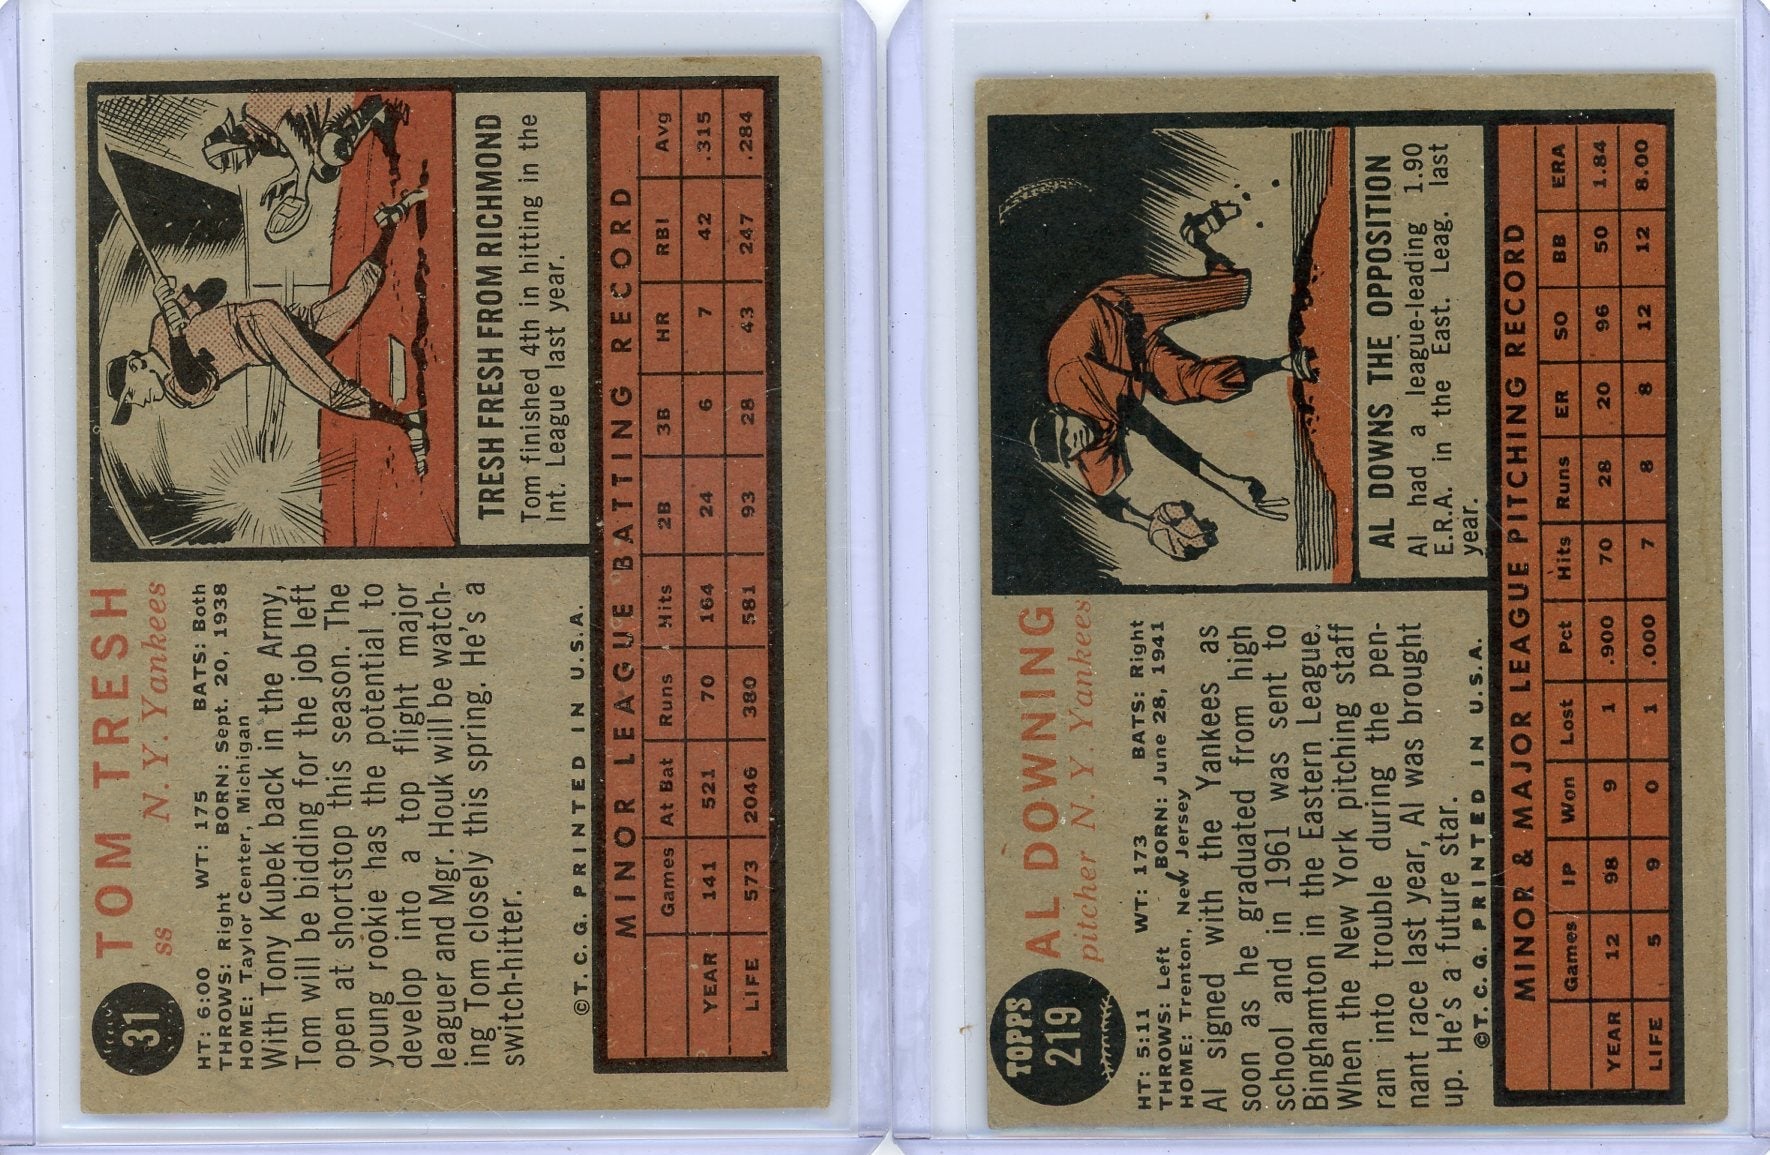 31
TOM TRESH
ss N.Y. Yankees
HT: 6:00 WT: 175 BATS: Both
THROWS: Right BORN: Sept. 20, 1938
HOME: Taylor Center, Michigan
With Tony Kubek back in the Army,
Tom will be bidding for the job left
open at shortstop this season. The
young rookie has the potential to
develop into a top flight major
leaguer and Mgr. Houk will be watch-
ing Tom closely this spring. He's a
switch-hitter.
©T.C.G. PRINTED IN U.S.A.
TRESH FRESH FROM RICHMOND
Tom finished 4th in hitting in the
Int. League last year.
MINOR LEAGUE BATTING RECORD
Games At Bat Runs Hits 2B 3B HR RBI Avg
YEAR 141 521 70 164 24 6 7 42 .315
LIFE 573 2046 380 581 93 28 43 247 .284
TOPPS
219
AL DOWNING
pitcher N.Y. Yankees
HT: 5:11 WT: 173 BATS: Right
THROWS: Left BORN: June 28, 1941
HOME: Trenton, New Jersey
Al signed with the Yankees as
soon as he graduated from high
school and in 1961 was sent to
Binghamton in the Eastern League.
When the New York pitching staff
ran into trouble during the pen-
nant race last year, Al was brought
up. He's a future star.
©T.C.G. PRINTED IN U.S.A.
AL DOWNS THE OPPOSITION
Al had a league-leading 1.90
E.R.A. in the East. Leag. last
year.
MINOR & MAJOR LEAGUE PITCHING RECORD
Games IP Won Lost Pct Hits Runs ER SO BB ERA
YEAR 12 98 9 1 .900 70 28 20 96 50 1.84
LIFE 5 9 0 1 .000 7 8 8 12 12 8.00